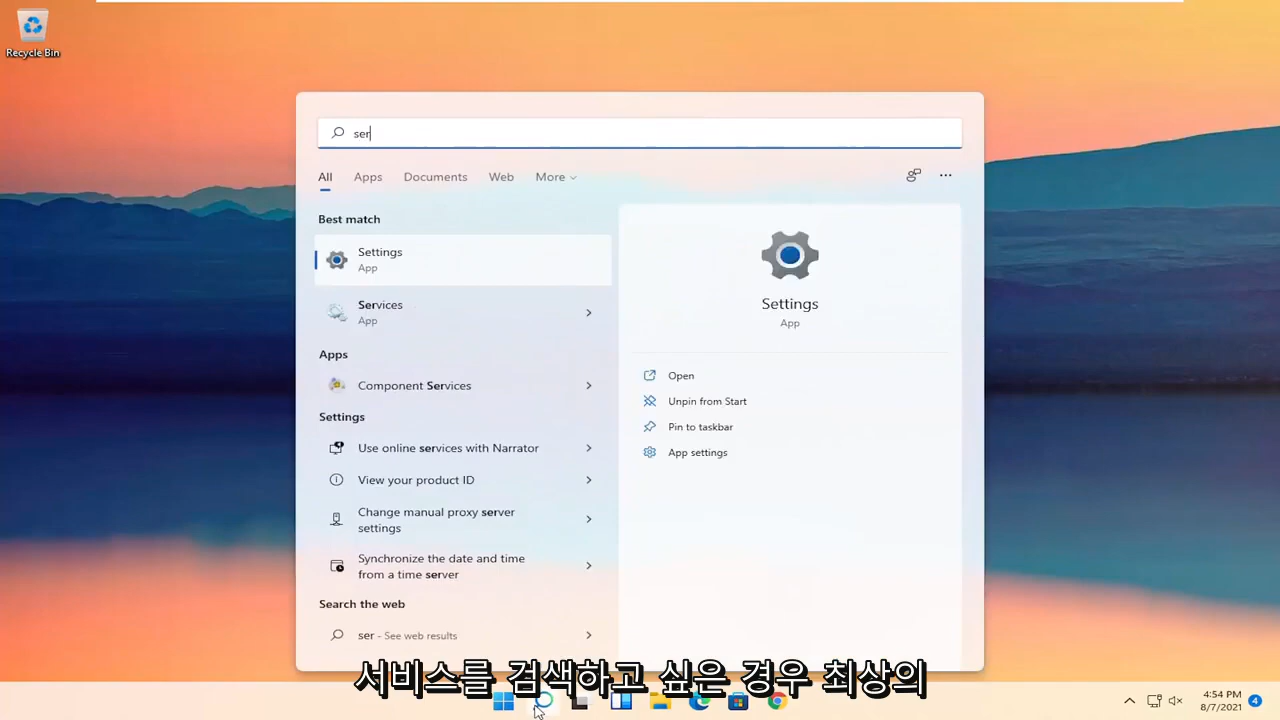 Recycle Bin
ser
All Apps Documents Web More
Best match
Settings
App
Services
App
Apps
Component Services
Settings
Use online services with Narrator
View your product ID
Change manual proxy server
settings
Synchronize the date and time
from a time server
Search the web
ser - See web results
Settings
App
Open
Unpin from Start
Pin to taskbar
App settings
서비스를 검색하고 싶은 경우 최상의
4:54 PM
8/7/2021
4